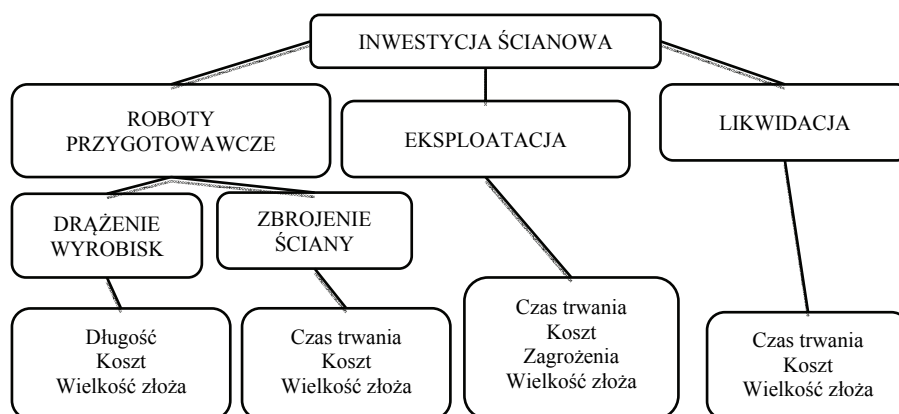 INWESTYCJA ŚCIANOWA
ROBOTY
PRZYGOTOWAWCZE
EKSPLOATACJA
LIKWIDACJA
DRĄŻENIE
WYROBISK
ZBROJENIE
ŚCIANY
Długość
Koszt
Wielkość złoża
Czas trwania
Koszt
Wielkość złoża
Czas trwania
Koszt
Zagrożenia
Wielkość złoża
Czas trwania
Koszt
Wielkość złoża